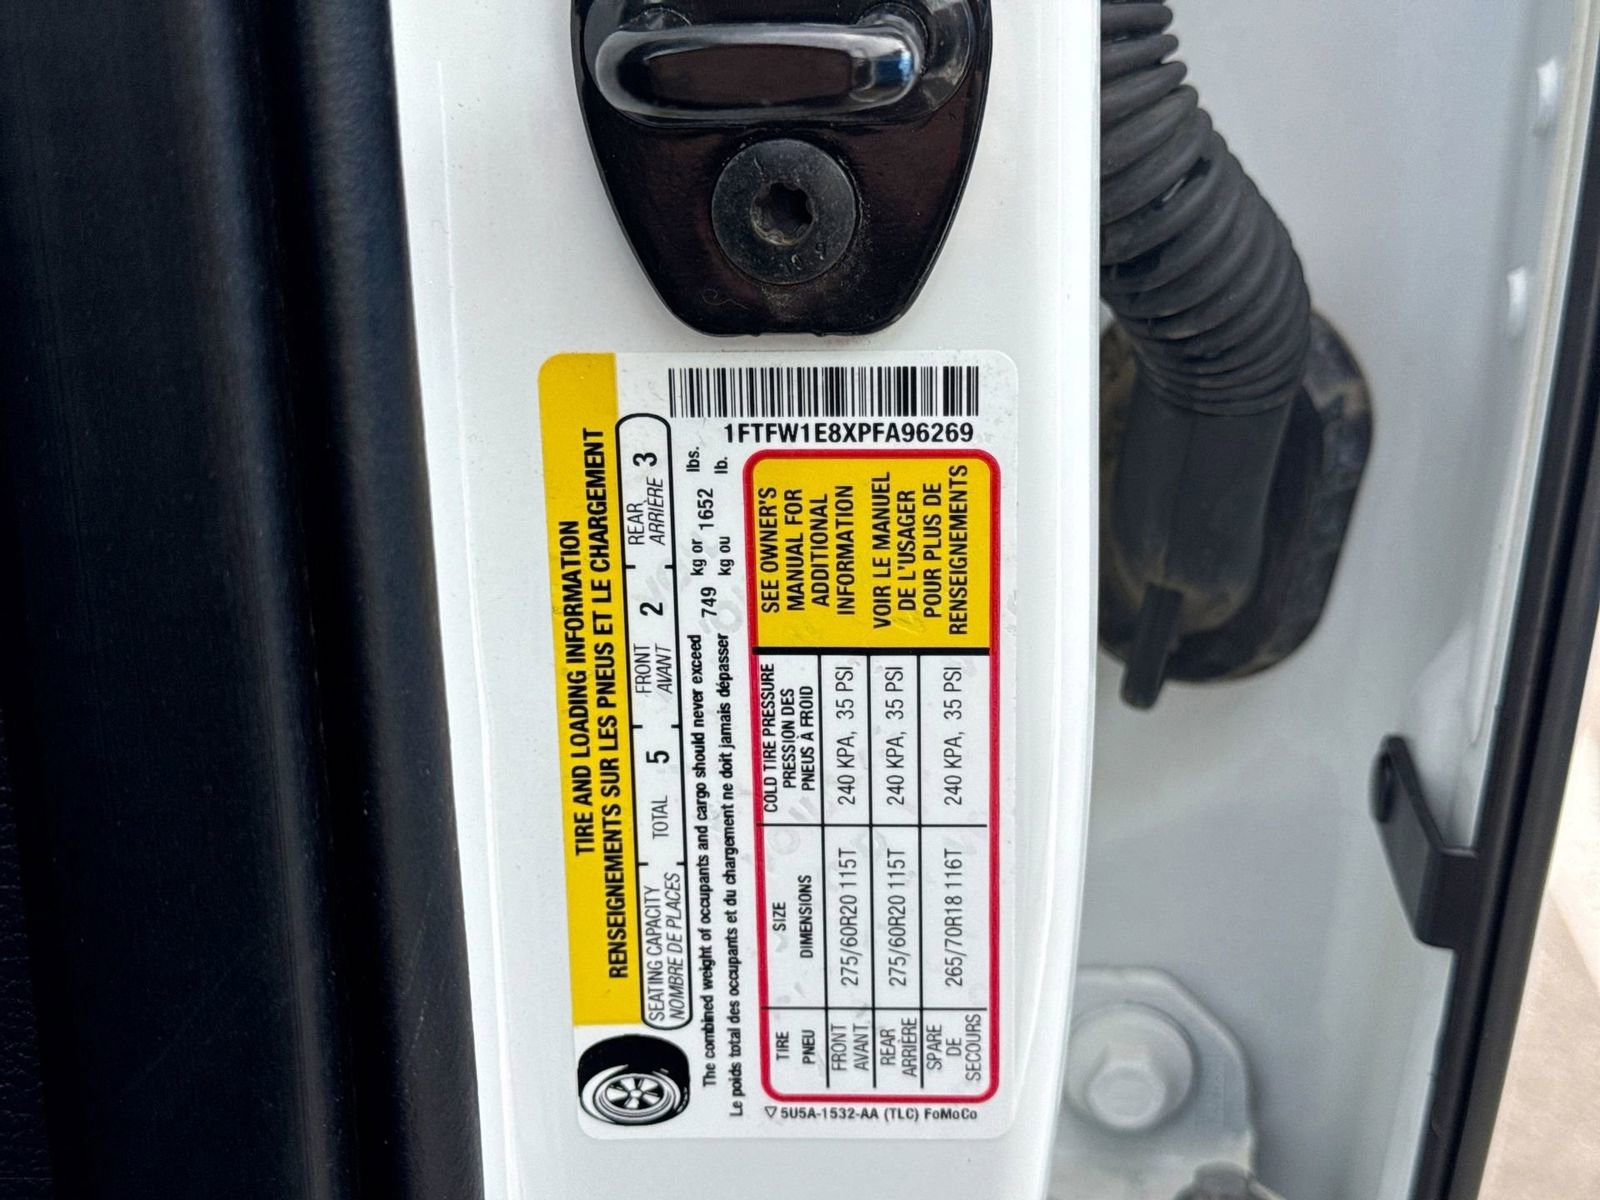 1FTFW1E8XPFA96269
TIRE AND LOADING INFORMATION
RENSEIGNEMENTS SUR LES PNEUS ET LE CHARGEMENT
SEATING CAPACITY TOTAL 5 FRONT 2 REAR 3
NOMBRE DE PLACES AVANT ARRIÈRE
The combined weight of occupants and cargo should never exceed 749 kg or 1652 lbs.
Le poids total des occupants et du chargement ne doit jamais dépasser kg ou lb.
TIRE SIZE COLD TIRE PRESSURE
PNEU DIMENSIONS PRESSION DES
PNEUS À FROID
FRONT 275/60R20 115T 240 KPA, 35 PSI
AVANT
REAR 275/60R20 115T 240 KPA, 35 PSI
ARRIÈRE
SPARE 265/70R18 116T 240 KPA, 35 PSI
DE
SECOURS
SEE OWNER'S
MANUAL FOR
ADDITIONAL
INFORMATION
VOIR LE MANUEL
DE L'USAGER
POUR PLUS DE
RENSEIGNEMENTS
5U5A-1532-AA (TLC) FoMoCo